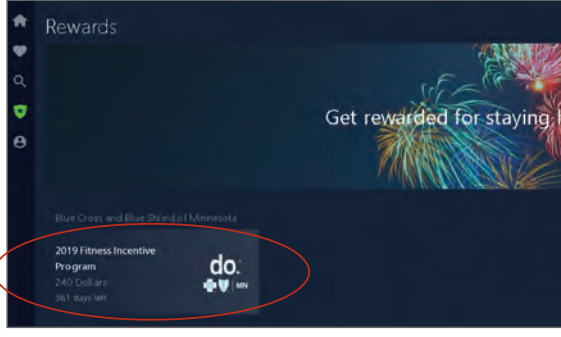 Rewards
Get rewarded for staying
Blue Cross and Blue Shield of Minnesota
2019 Fitness Incentive
Program
240 Dollars
361 days left
do.
MN